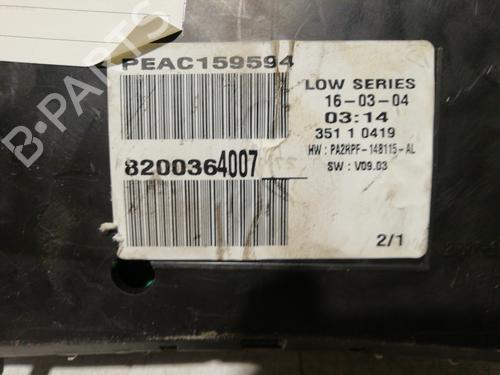 PEAC159594
LOW SERIES
16-03-04
03:14
351 1 0419
HW : PA2HPF-148115-AL
SW : V09.03
8200364007
2/1
B-PARTS